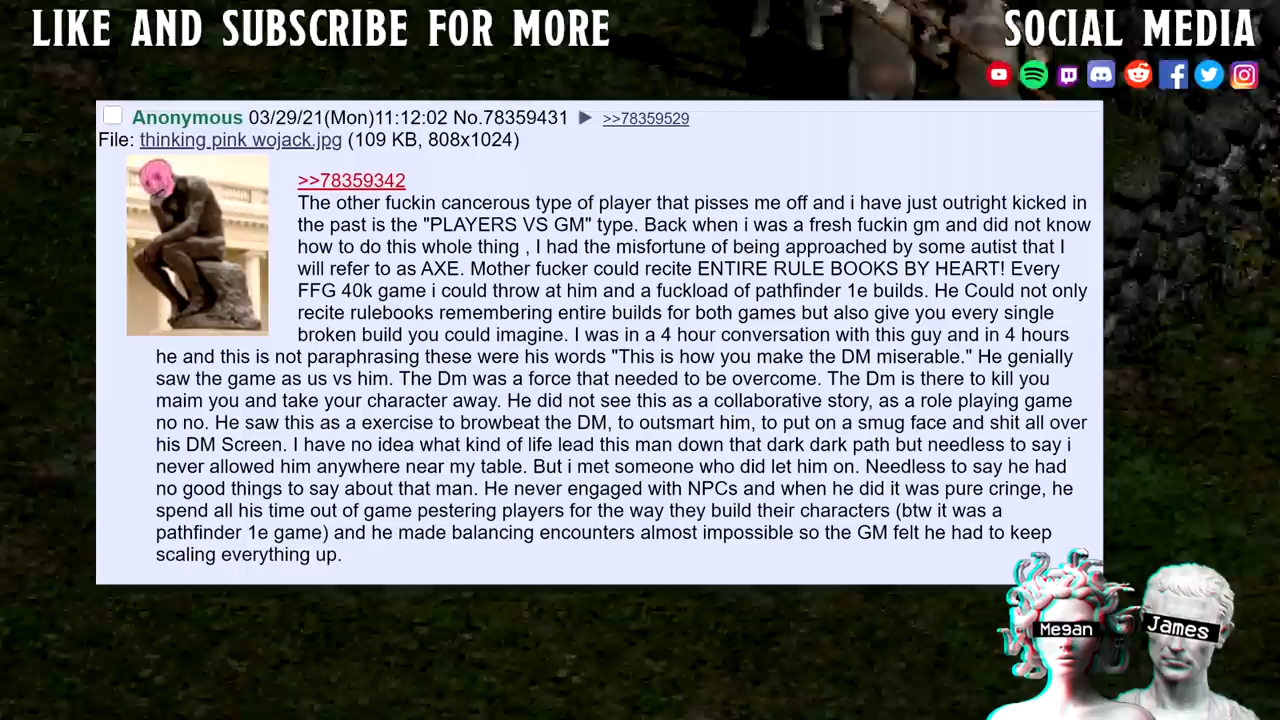 LIKE AND SUBSCRIBE FOR MORE
SOCIAL MEDIA
Anonymous 03/29/21(Mon)11:12:02 No.78359431 ▶ >>78359529
File: thinking pink wojack.jpg (109 KB, 808x1024)
>>78359342
The other fuckin cancerous type of player that pisses me off and i have just outright kicked in
the past is the "PLAYERS VS GM" type. Back when i was a fresh fuckin gm and did not know
how to do this whole thing , I had the misfortune of being approached by some autist that I
will refer to as AXE. Mother fucker could recite ENTIRE RULE BOOKS BY HEART! Every
FFG 40k game i could throw at him and a fuckload of pathfinder 1e builds. He Could not only
recite rulebooks remembering entire builds for both games but also give you every single
broken build you could imagine. I was in a 4 hour conversation with this guy and in 4 hours
he and this is not paraphrasing these were his words "This is how you make the DM miserable." He genially
saw the game as us vs him. The Dm was a force that needed to be overcome. The Dm is there to kill you
maim you and take your character away. He did not see this as a collaborative story, as a role playing game
no no. He saw this as a exercise to browbeat the DM, to outsmart him, to put on a smug face and shit all over
his DM Screen. I have no idea what kind of life lead this man down that dark dark path but needless to say i
never allowed him anywhere near my table. But i met someone who did let him on. Needless to say he had
no good things to say about that man. He never engaged with NPCs and when he did it was pure cringe, he
spend all his time out of game pestering players for the way they build their characters (btw it was a
pathfinder 1e game) and he made balancing encounters almost impossible so the GM felt he had to keep
scaling everything up.
Megan
James